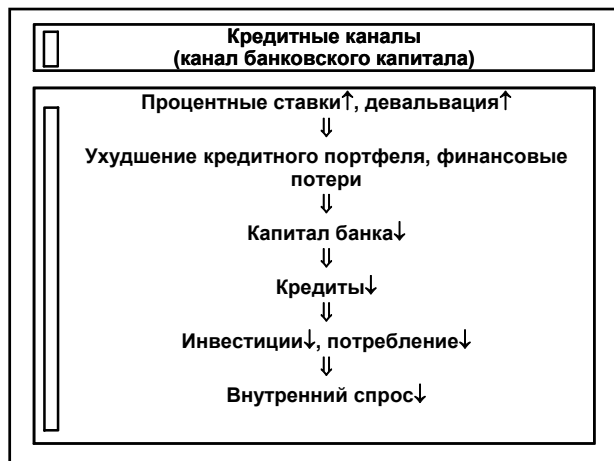 Кредитные каналы
(канал банковского капитала)
Процентные ставки↑, девальвация↑
⇓
Ухудшение кредитного портфеля, финансовые
потери
⇓
Капитал банка↓
⇓
Кредиты↓
⇓
Инвестиции↓, потребление↓
⇓
Внутренний спрос↓